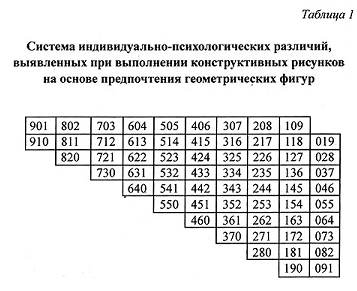 Таблица 1
Система индивидуально-психологических различий,
выявленных при выполнении конструктивных рисунков
на основе предпочтения геометрических фигур
901 802 703 604 505 406 307 208 109
910 811 712 613 514 415 316 217 118 019
820 721 622 523 424 325 226 127 028
730 631 532 433 334 235 136 037
640 541 442 343 244 145 046
550 451 352 253 154 055
460 361 262 163 064
370 271 172 073
280 181 082
190 091